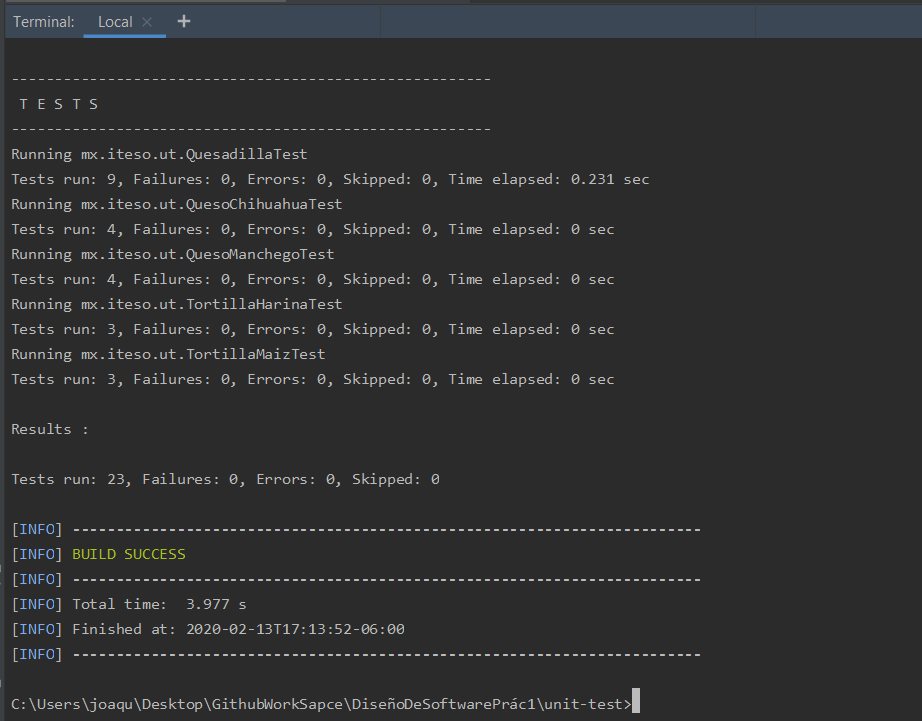 Terminal: Local × +
-------------------------------------------------------
T E S T S
-------------------------------------------------------
Running mx.iteso.ut.QuesadillaTest
Tests run: 9, Failures: 0, Errors: 0, Skipped: 0, Time elapsed: 0.231 sec
Running mx.iteso.ut.QuesoChihuahuaTest
Tests run: 4, Failures: 0, Errors: 0, Skipped: 0, Time elapsed: 0 sec
Running mx.iteso.ut.QuesoManchegoTest
Tests run: 4, Failures: 0, Errors: 0, Skipped: 0, Time elapsed: 0 sec
Running mx.iteso.ut.TortillaHarinaTest
Tests run: 3, Failures: 0, Errors: 0, Skipped: 0, Time elapsed: 0 sec
Running mx.iteso.ut.TortillaMaizTest
Tests run: 3, Failures: 0, Errors: 0, Skipped: 0, Time elapsed: 0 sec
Results :
Tests run: 23, Failures: 0, Errors: 0, Skipped: 0
[INFO] ------------------------------------------------------------------------
[INFO] BUILD SUCCESS
[INFO] ------------------------------------------------------------------------
[INFO] Total time:  3.977 s
[INFO] Finished at: 2020-02-13T17:13:52-06:00
[INFO] ------------------------------------------------------------------------
C:\Users\joaqu\Desktop\GithubWorkSapce\DiseñoDeSoftwarePrác1\unit-test>